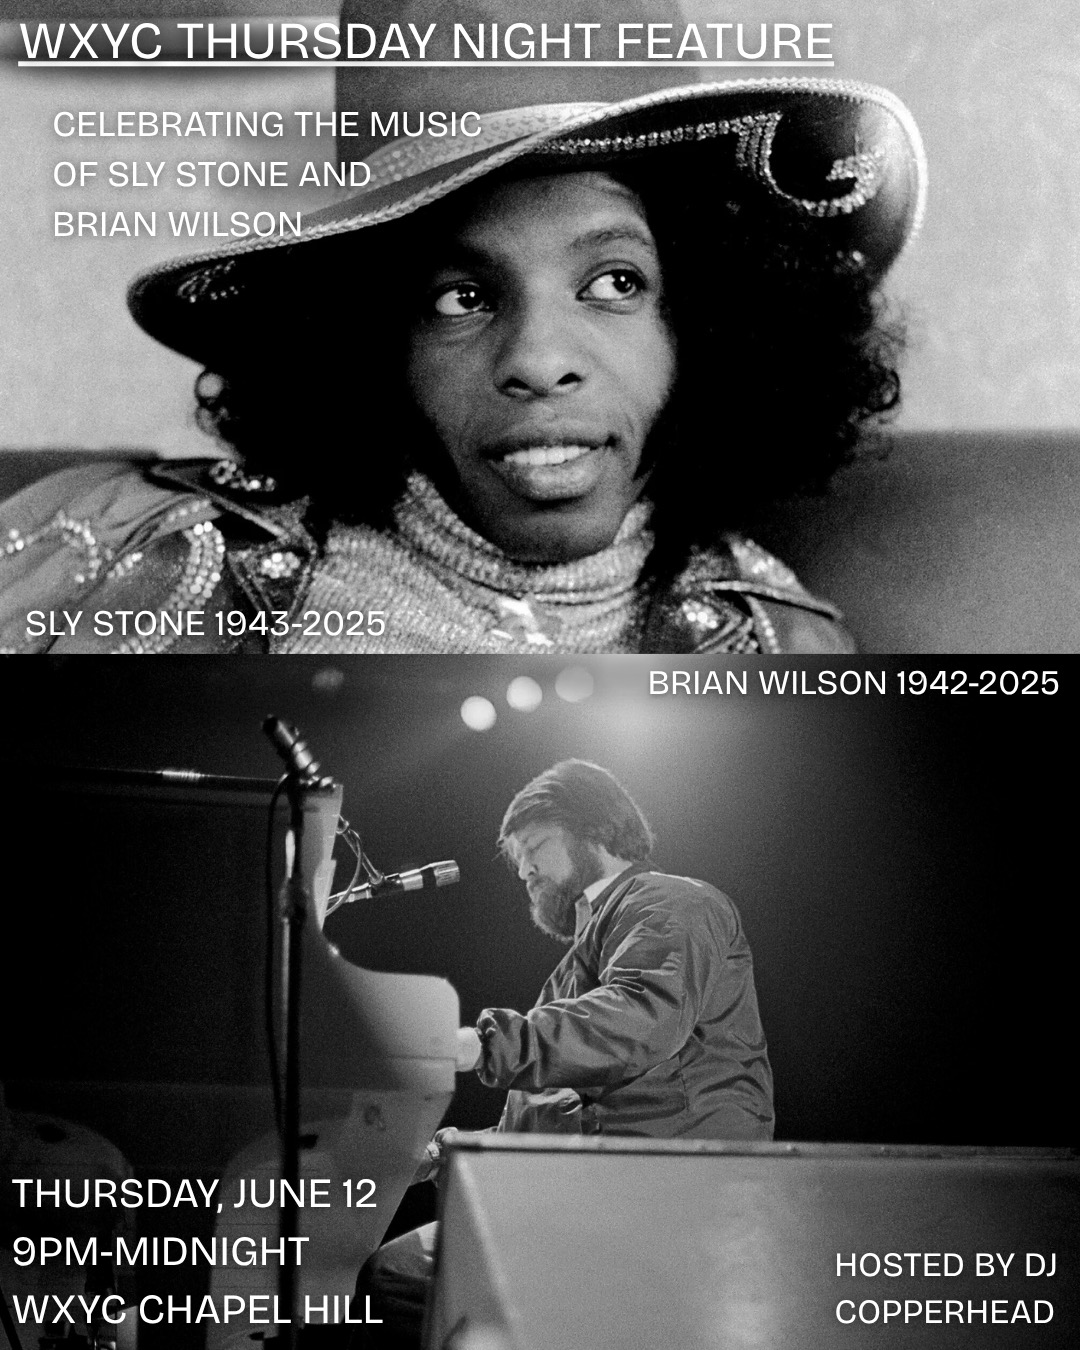 WXYC THURSDAY NIGHT FEATURE
CELEBRATING THE MUSIC
OF SLY STONE AND
BRIAN WILSON
SLY STONE 1943-2025
BRIAN WILSON 1942-2025
THURSDAY, JUNE 12
9PM-MIDNIGHT
WXYC CHAPEL HILL
HOSTED BY DJ
COPPERHEAD